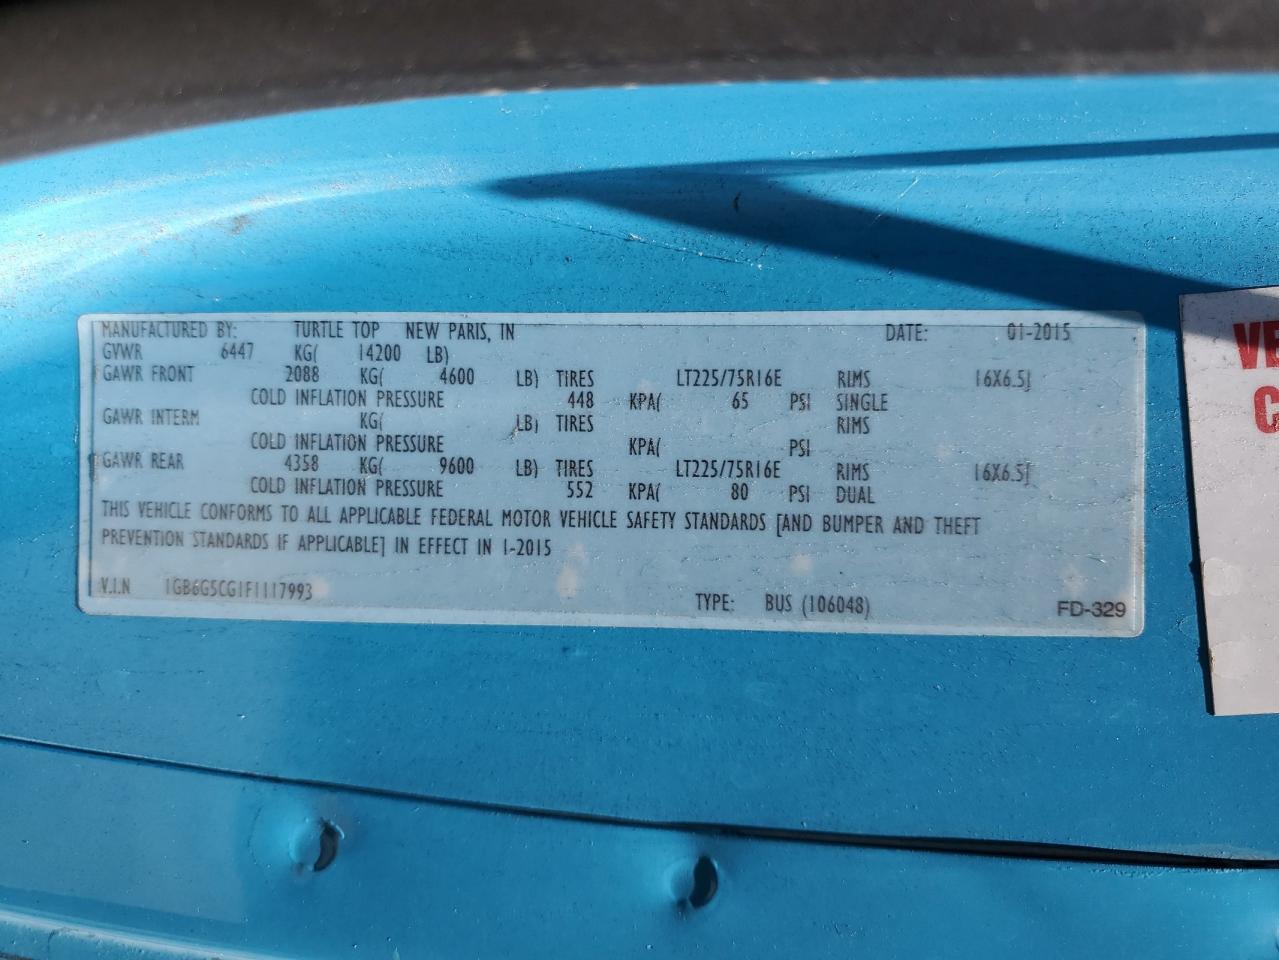 MANUFACTURED BY: TURTLE TOP NEW PARIS, IN DATE: 01-2015
GVWR 6447 KG( 14200 LB)
GAWR FRONT 2088 KG( 4600 LB) TIRES LT225/75R16E RIMS 16X6.5J
COLD INFLATION PRESSURE 448 KPA( 65 PSI SINGLE
GAWR INTERM KG( LB) TIRES RIMS
COLD INFLATION PRESSURE KPA( PSI
GAWR REAR 4358 KG( 9600 LB) TIRES LT225/75R16E RIMS 16X6.5J
COLD INFLATION PRESSURE 552 KPA( 80 PSI DUAL
THIS VEHICLE CONFORMS TO ALL APPLICABLE FEDERAL MOTOR VEHICLE SAFETY STANDARDS [AND BUMPER AND THEFT
PREVENTION STANDARDS IF APPLICABLE] IN EFFECT IN 1-2015
V.I.N 1GB6G5CG1F1117993
TYPE: BUS (106048) FD-329